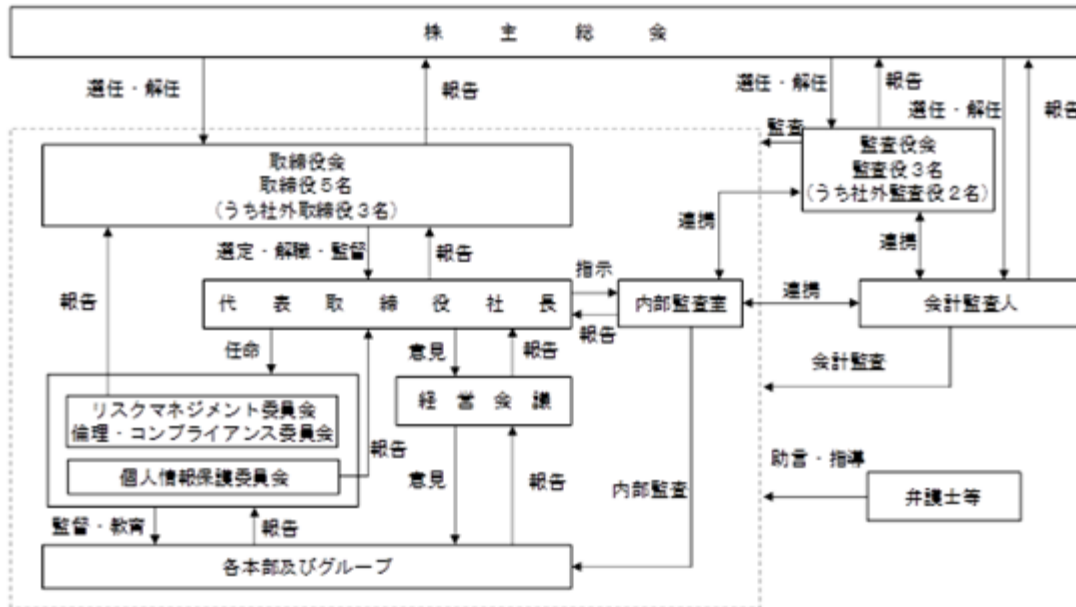 株主総会
選任・解任
報告
選任・解任
報告
選任・解任
報告
監査
取締役会
取締役5名
(うち社外取締役3名)
監査役会
監査役3名
(うち社外監査役2名)
選定・解職・監督
報告
連携
連携
報告
指示
代表取締役社長
内部監査室
連携
会計監査人
報告
任命
意見
報告
会計監査
経営会議
リスクマネジメント委員会
倫理・コンプライアンス委員会
報告
個人情報保護委員会
意見
報告
内部監査
助言・指導
弁護士等
監督・教育
報告
各本部及びグループ